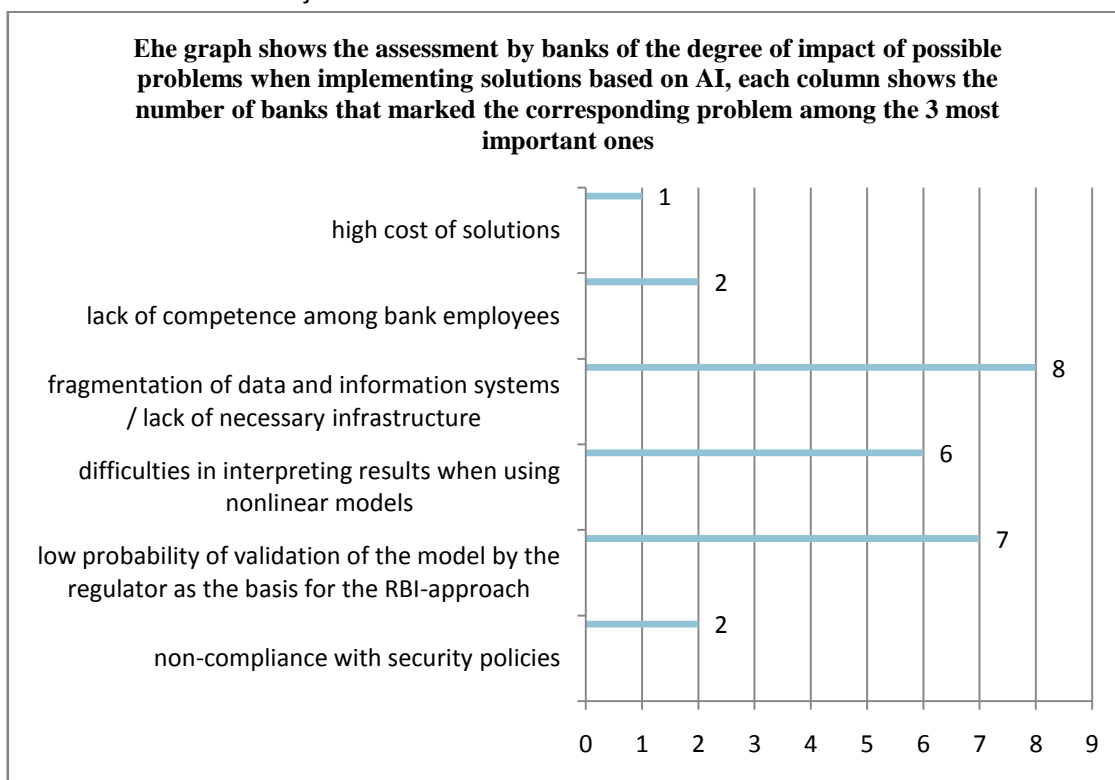 Ehe graph shows the assessment by banks of the degree of impact of possible
problems when implementing solutions based on AI, each column shows the
number of banks that marked the corresponding problem among the 3 most
important ones
1
high cost of solutions
2
lack of competence among bank employees
8
fragmentation of data and information systems
/ lack of necessary infrastructure
6
difficulties in interpreting results when using
nonlinear models
7
low probability of validation of the model by the
regulator as the basis for the RBI-approach
2
non-compliance with security policies
0 1 2 3 4 5 6 7 8 9